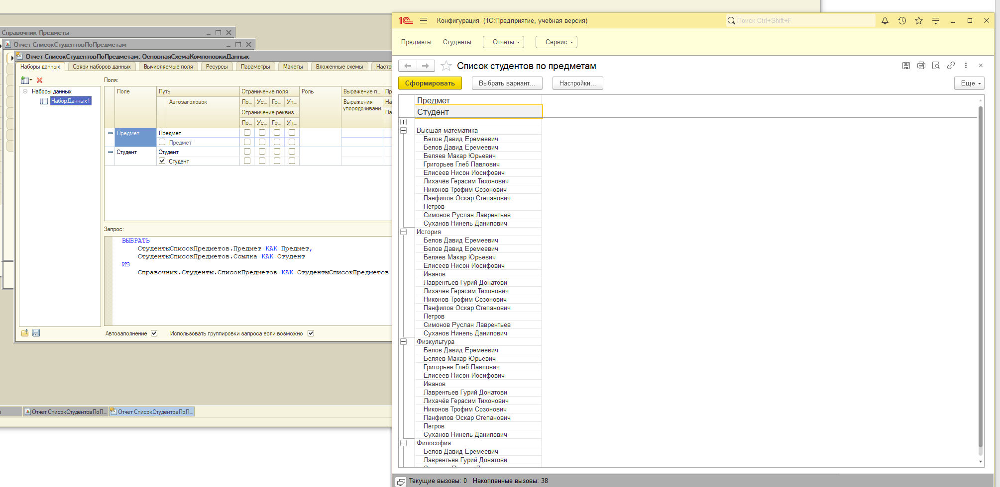 Справочник Предметы
Отчет СписокСтудентовПоПредметам
Отчет СписокСтудентовПоПредметам: ОсновнаяСхемаКомпоновкиДанных
Наборы данных
Связи наборов данных
Вычисляемые поля
Ресурсы
Параметры
Макеты
Вложенные схемы
Настр
Наборы данных
НаборДанных1
Поля:
Поле
Путь
Ограничение поля
Роль
Выражение п...
Пр
Автозаголовок
По... Ус... Гр... Уп...
Выражения упорядочивани
На
Ограничение реквиз...
Па
По... Ус... Гр... Уп...
Предмет
Предмет
Предмет
Студент
Студент
Студент
Запрос:
ВЫБРАТЬ
СтудентыСписокПредметов.Предмет КАК Предмет,
СтудентыСписокПредметов.Ссылка КАК Студент
ИЗ
Справочник.Студенты.СписокПредметов КАК СтудентыСписокПредметов
Автозаполнение
Использовать группировки запроса если возможно
Отчет СписокСтудентовПоП...
Отчет СписокСтудентовПоП...
1С
Конфигурация (1С:Предприятие, учебная версия)
Поиск Ctrl+Shift+F
Предметы
Студенты
Отчеты
Сервис
Список студентов по предметам
Сформировать
Выбрать вариант...
Настройки...
Еще
Предмет
Студент
Высшая математика
Белов Давид Еремеевич
Белов Давид Еремеевич
Беляев Макар Юрьевич
Григорьев Глеб Павлович
Елисеев Нисон Иосифович
Лихачёв Герасим Тихонович
Никонов Трофим Созонович
Панфилов Оскар Степанович
Петров
Симонов Руслан Лаврентьев
Суханов Нинель Данилович
История
Белов Давид Еремеевич
Белов Давид Еремеевич
Беляев Макар Юрьевич
Елисеев Нисон Иосифович
Иванов
Лаврентьев Гурий Донатови
Лихачёв Герасим Тихонович
Никонов Трофим Созонович
Панфилов Оскар Степанович
Петров
Симонов Руслан Лаврентьев
Суханов Нинель Данилович
Физкультура
Белов Давид Еремеевич
Беляев Макар Юрьевич
Григорьев Глеб Павлович
Елисеев Нисон Иосифович
Иванов
Лаврентьев Гурий Донатови
Лихачёв Герасим Тихонович
Никонов Трофим Созонович
Панфилов Оскар Степанович
Петров
Суханов Нинель Данилович
Философия
Белов Давид Еремеевич
Лаврентьев Гурий Донатови
Текущие вызовы: 0 Накопленные вызовы: 38